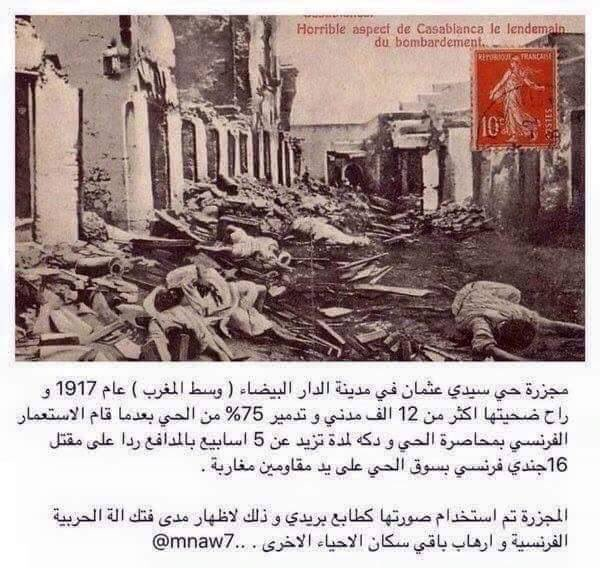 Casablanca.
Horrible aspect de Casablanca le lendemain
du bombardement.
REPUBLIQUE FRANÇAISE
10
POSTES
مجزرة حي سيدي عثمان في مدينة الدار البيضاء ( وسط المغرب ) عام 1917 و
راح ضحيتها اكثر من 12 الف مدني و تدمير 75% من الحي بعدما قام الاستعمار
الفرنسي بمحاصرة الحي و دكه لمدة تزيد عن 5 اسابيع بالمدافع ردا على مقتل
16جندي فرنسي بسوق الحي على يد مقاومين مغاربة .
المجزرة تم استخدام صورتها كطابع بريدي و ذلك لاظهار مدى فتك الة الحربية
الفرنسية و ارهاب باقي سكان الاحياء الاخرى . ..@mnaw7